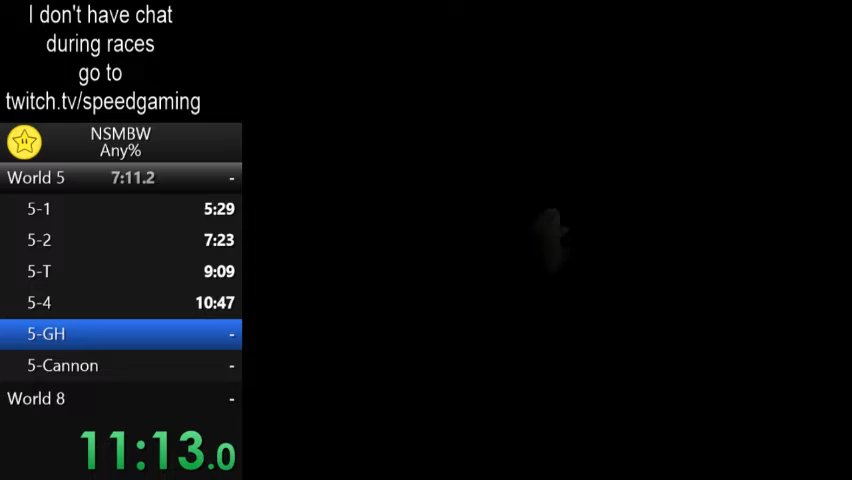 I don't have chat
during races
go to
twitch.tv/speedgaming
NSMBW
Any%
World 5 7:11.2 -
5-1 5:29
5-2 7:23
5-T 9:09
5-4 10:47
5-GH -
5-Cannon -
World 8 -
11:13.0